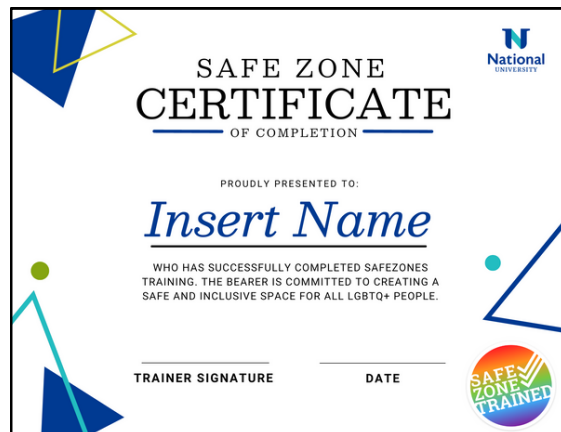 National
UNIVERSITY
SAFE ZONE
CERTIFICATE
OF COMPLETION
PROUDLY PRESENTED TO:
Insert Name
WHO HAS SUCCESSFULLY COMPLETED SAFEZONES
TRAINING. THE BEARER IS COMMITTED TO CREATING A
SAFE AND INCLUSIVE SPACE FOR ALL LGBTQ+ PEOPLE.
TRAINER SIGNATURE
DATE
SAFE
ZONE
TRAINED